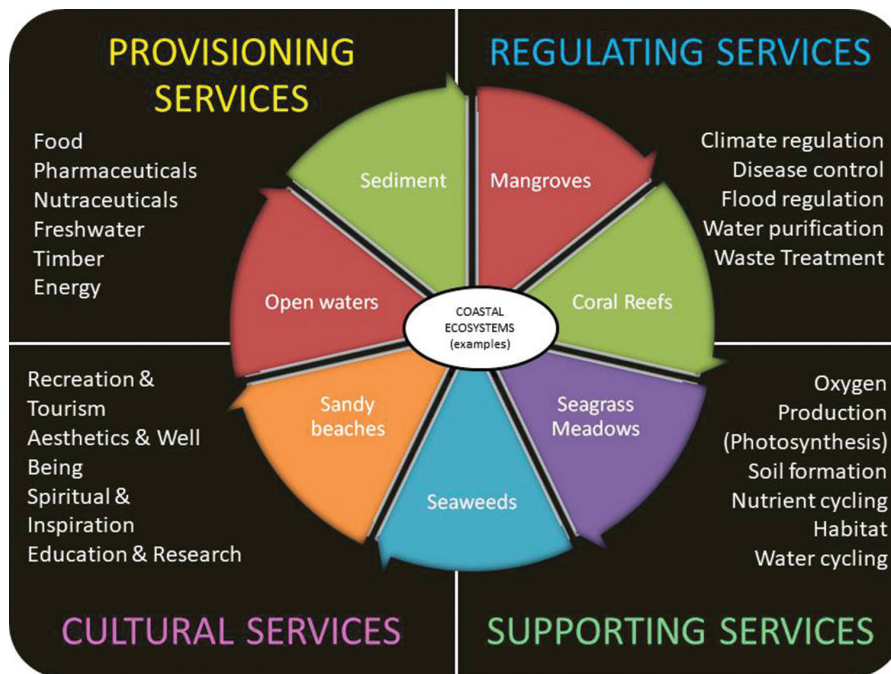 PROVISIONING
SERVICES
Food
Pharmaceuticals
Nutraceuticals
Freshwater
Timber
Energy
REGULATING SERVICES
Climate regulation
Disease control
Flood regulation
Water purification
Waste Treatment
Sediment
Mangroves
Open waters
Coral Reefs
COASTAL
ECOSYSTEMS
(examples)
Sandy
beaches
Seagrass
Meadows
Seaweeds
Recreation &
Tourism
Aesthetics & Well
Being
Spiritual &
Inspiration
Education & Research
CULTURAL SERVICES
Oxygen
Production
(Photosynthesis)
Soil formation
Nutrient cycling
Habitat
Water cycling
SUPPORTING SERVICES